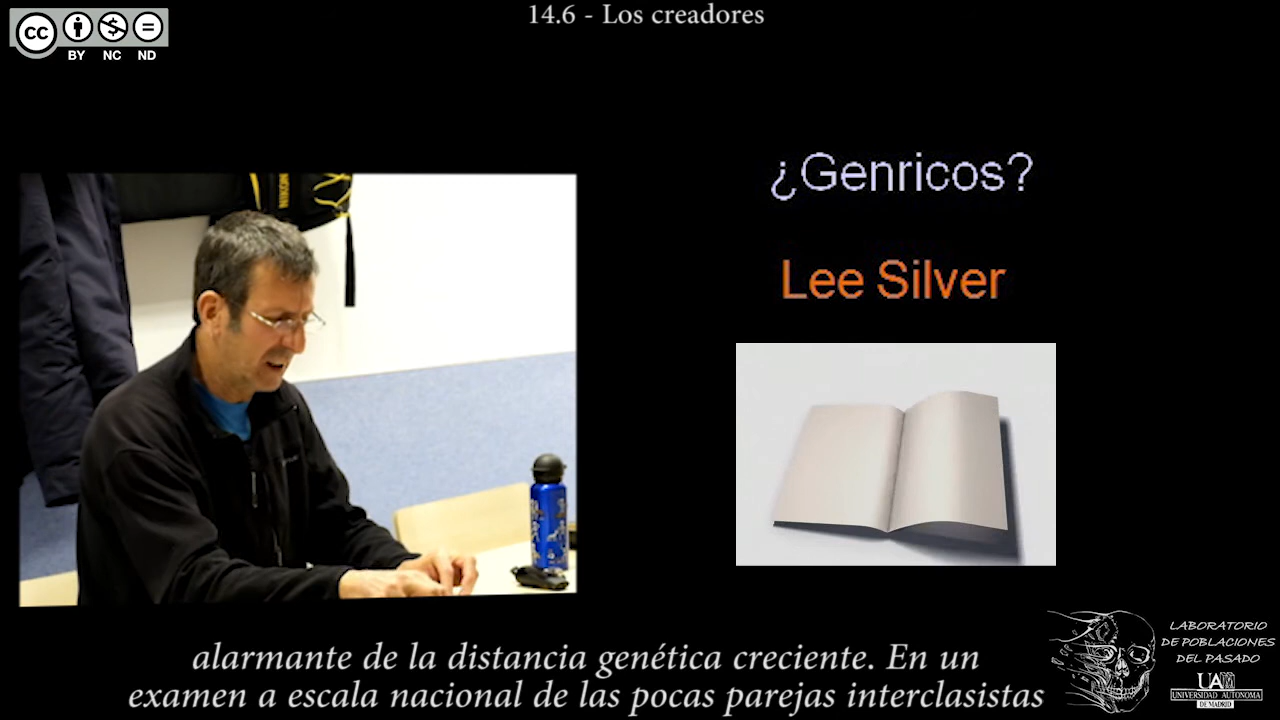 14.6 - Los creadores
cc
BY NC ND
¿Genricos?
Lee Silver
alarmante de la distancia genética creciente. En un
examen a escala nacional de las pocas parejas interclasistas
LABORATORIO
DE POBLACIONES
DEL PASADO
UAM
UNIVERSIDAD AUTONOMA
DE MADRID